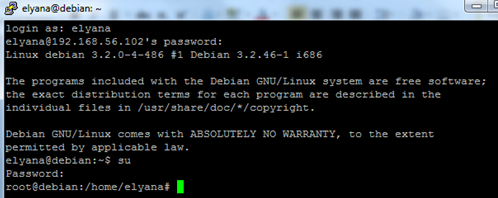 elyana@debian: ~
login as: elyana
elyana@192.168.56.102's password:
Linux debian 3.2.0-4-486 #1 Debian 3.2.46-1 i686
The programs included with the Debian GNU/Linux system are free software;
the exact distribution terms for each program are described in the
individual files in /usr/share/doc/*/copyright.
Debian GNU/Linux comes with ABSOLUTELY NO WARRANTY, to the extent
permitted by applicable law.
elyana@debian:~$ su
Password:
root@debian:/home/elyana#